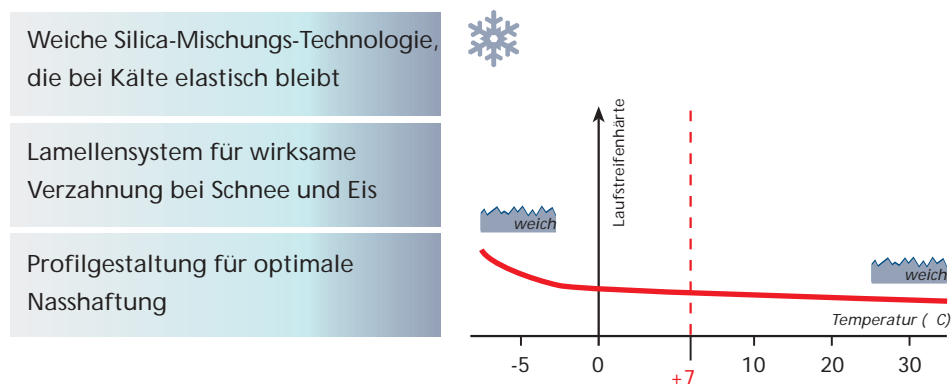 Weiche Silica-Mischungs-Technologie,
die bei Kälte elastisch bleibt
Lamellensystem für wirksame
Verzahnung bei Schnee und Eis
Profilgestaltung für optimale
Nasshaftung
Laufstreifenhärte
weich
weich
Temperatur ( C)
-5
0
+7
10
20
30